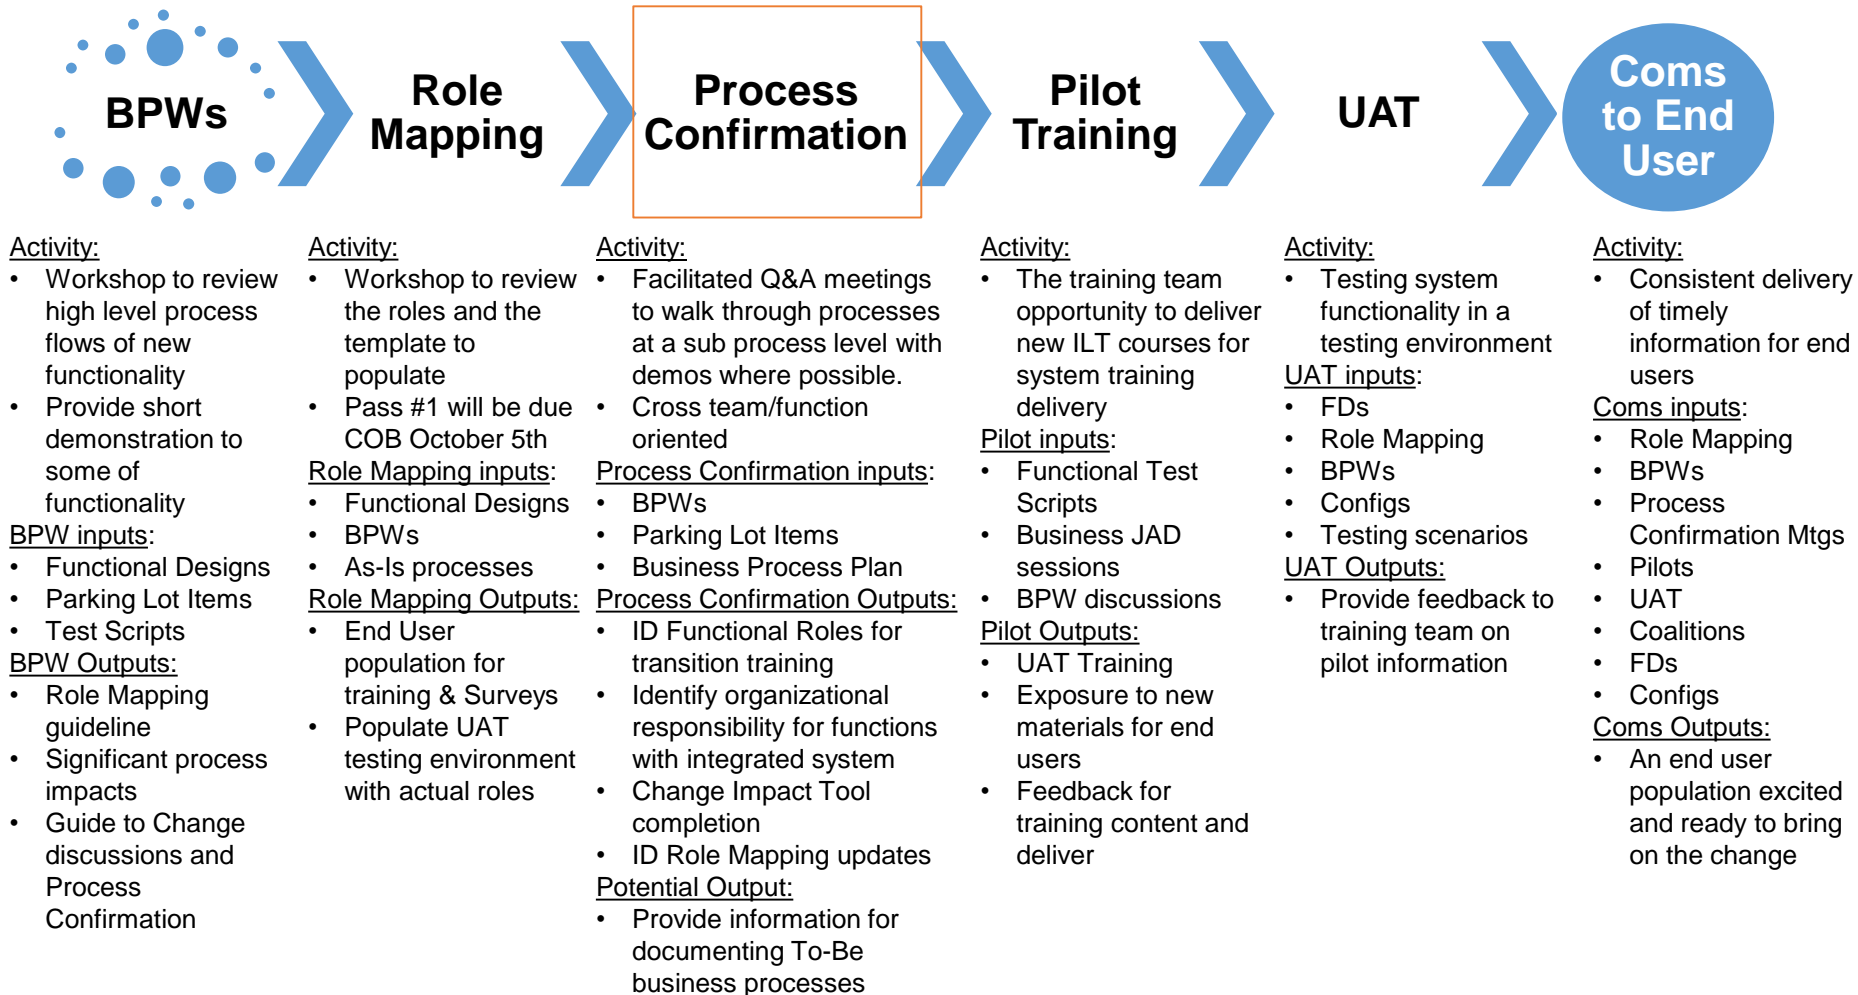 BPWs
Role
Mapping
Process
Confirmation
Pilot
Training
UAT
Coms
to End
User
Activity:
• Workshop to review
high level process
flows of new
functionality
• Provide short
demonstration to
some of
functionality
BPW inputs:
• Functional Designs
• Parking Lot Items
• Test Scripts
BPW Outputs:
• Role Mapping
guideline
• Significant process
impacts
• Guide to Change
discussions and
Process
Confirmation
Activity:
• Workshop to review
the roles and the
template to
populate
• Pass #1 will be due
COB October 5th
Role Mapping inputs:
• Functional Designs
• BPWs
• As-Is processes
Role Mapping Outputs:
• End User
population for
training & Surveys
• Populate UAT
testing environment
with actual roles
Activity:
• Facilitated Q&A meetings
to walk through processes
at a sub process level with
demos where possible.
• Cross team/function
oriented
Process Confirmation inputs:
• BPWs
• Parking Lot Items
• Business Process Plan
Process Confirmation Outputs:
• ID Functional Roles for
transition training
• Identify organizational
responsibility for functions
with integrated system
• Change Impact Tool
completion
• ID Role Mapping updates
Potential Output:
• Provide information for
documenting To-Be
business processes
Activity:
• The training team
opportunity to deliver
new ILT courses for
system training
delivery
Pilot inputs:
• Functional Test
Scripts
• Business JAD
sessions
• BPW discussions
Pilot Outputs:
• UAT Training
• Exposure to new
materials for end
users
• Feedback for
training content and
deliver
Activity:
• Testing system
functionality in a
testing environment
UAT inputs:
• FDs
• Role Mapping
• BPWs
• Configs
• Testing scenarios
UAT Outputs:
• Provide feedback to
training team on
pilot information
Activity:
• Consistent delivery
of timely
information for end
users
Coms inputs:
• Role Mapping
• BPWs
• Process
Confirmation Mtgs
• Pilots
• UAT
• Coalitions
• FDs
• Configs
Coms Outputs:
• An end user
population excited
and ready to bring
on the change